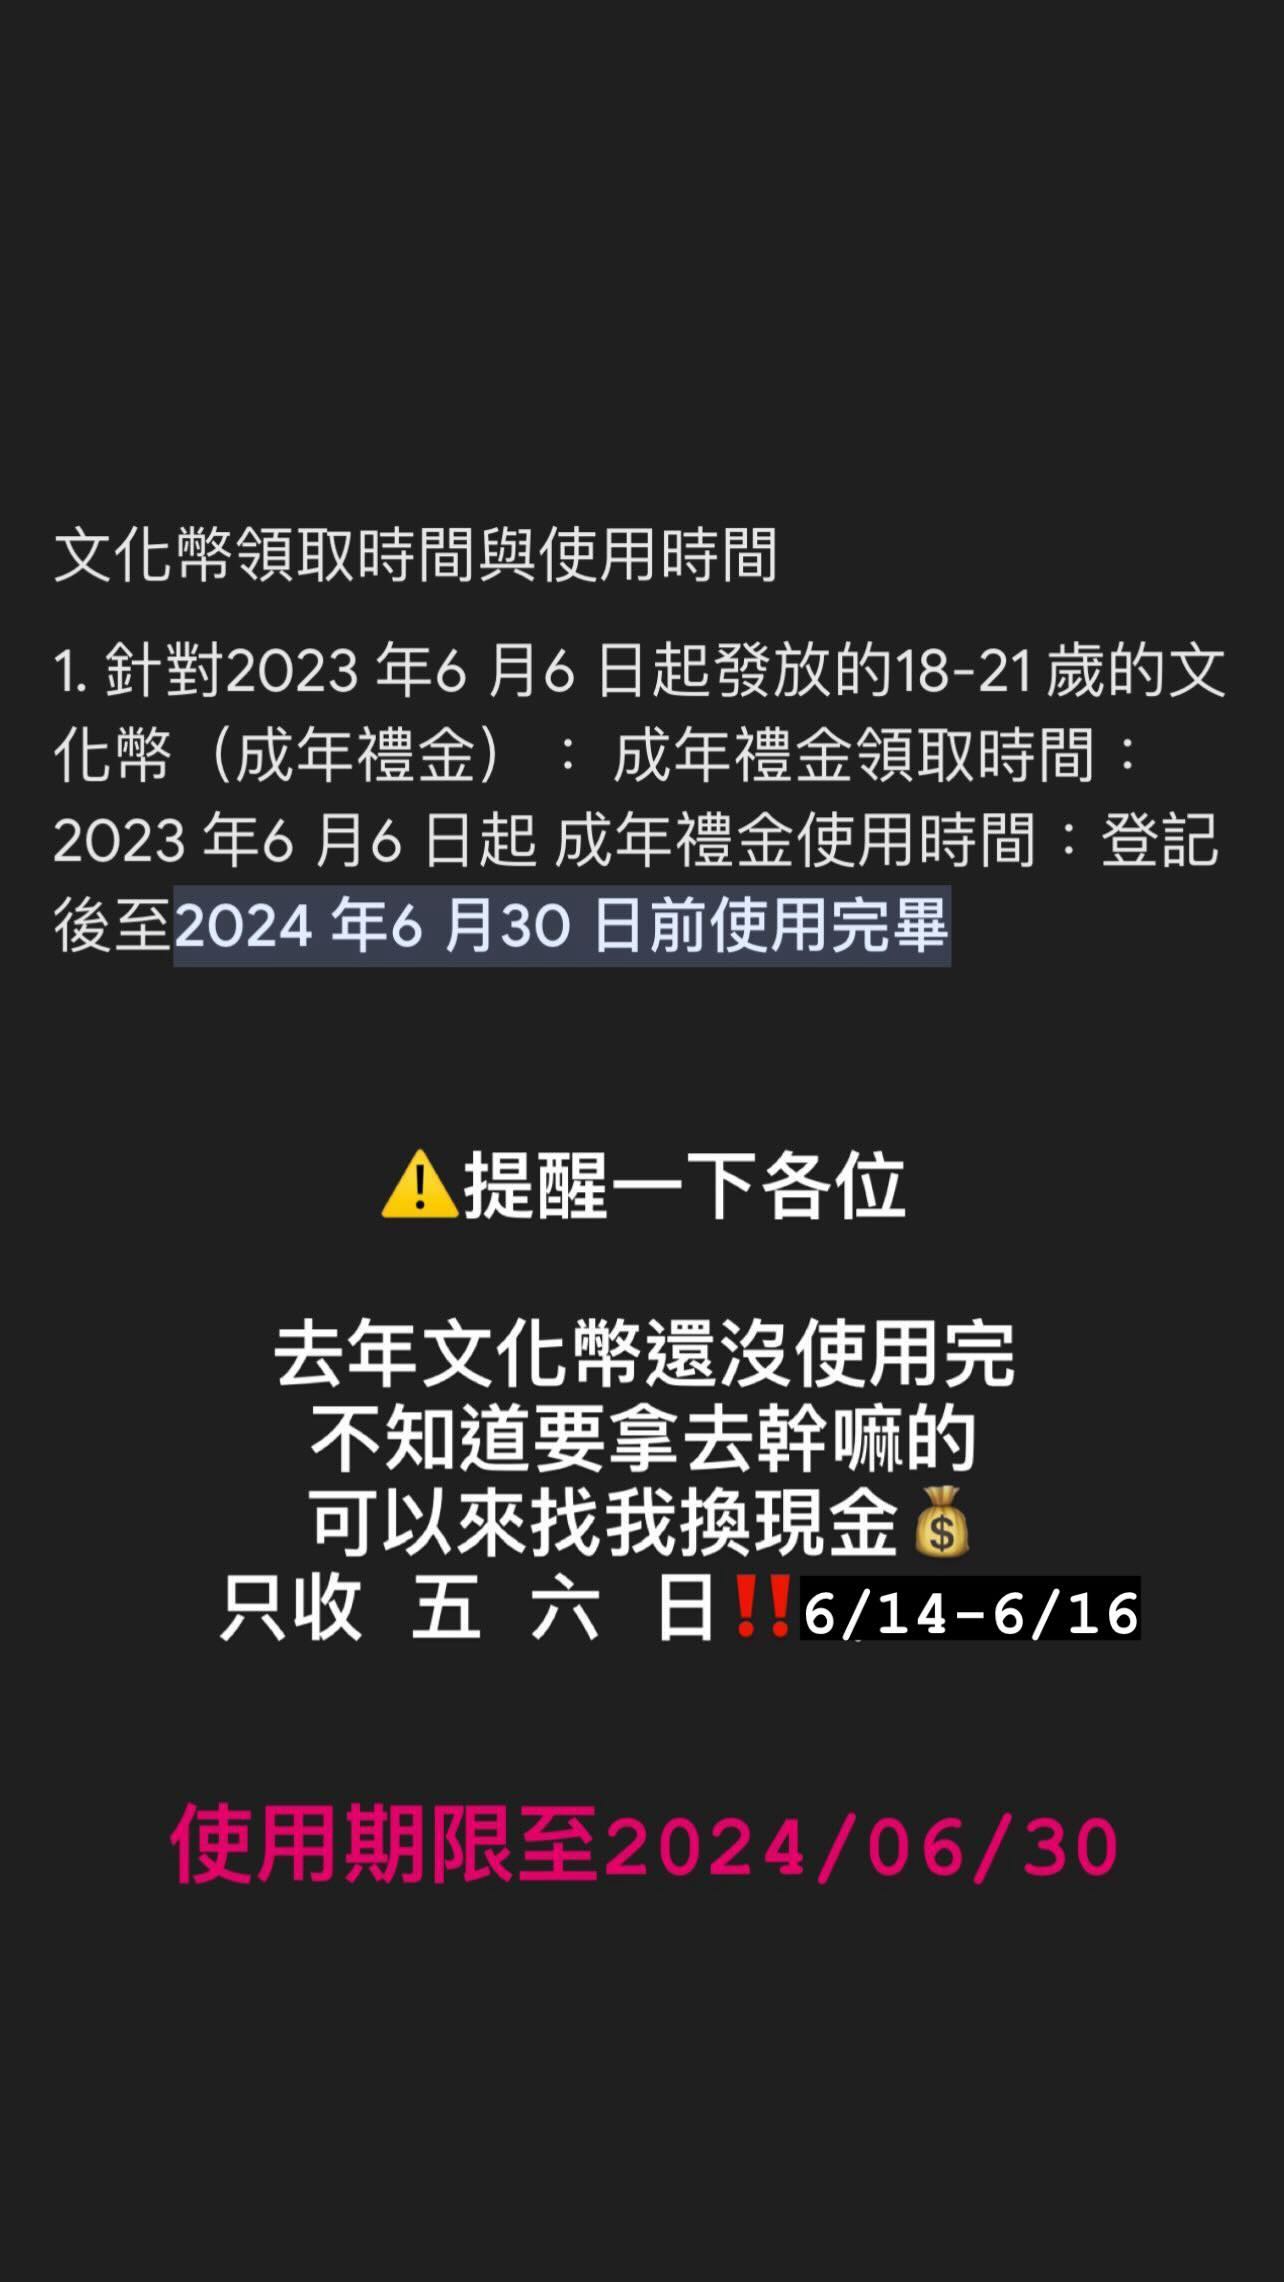 文化幣領取時間與使用時間
1. 針對2023 年6 月6 日起發放的18-21 歲的文
化幣（成年禮金）： 成年禮金領取時間：
2023 年6 月6 日起 成年禮金使用時間：登記
後至2024 年6 月30 日前使用完畢
⚠️提醒一下各位
去年文化幣還沒使用完
不知道要拿去幹嘛的
可以來找我換現金💰
只收 五 六 日‼️6/14-6/16
使用期限至2024/06/30